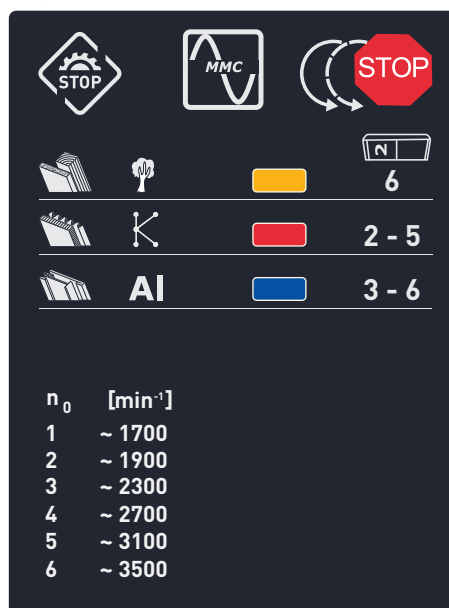 STOP MMC STOP
2
6
2 - 5
Al 3 - 6
n0 [min-1]
1 ~ 1700
2 ~ 1900
3 ~ 2300
4 ~ 2700
5 ~ 3100
6 ~ 3500